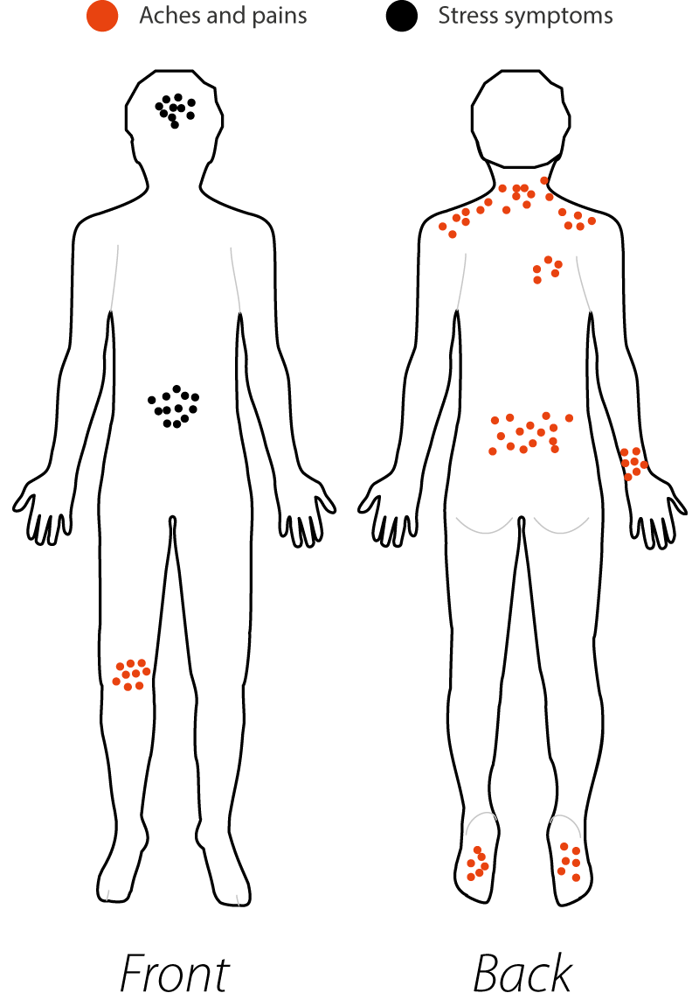 Aches and pains
Stress symptoms
Front
Back